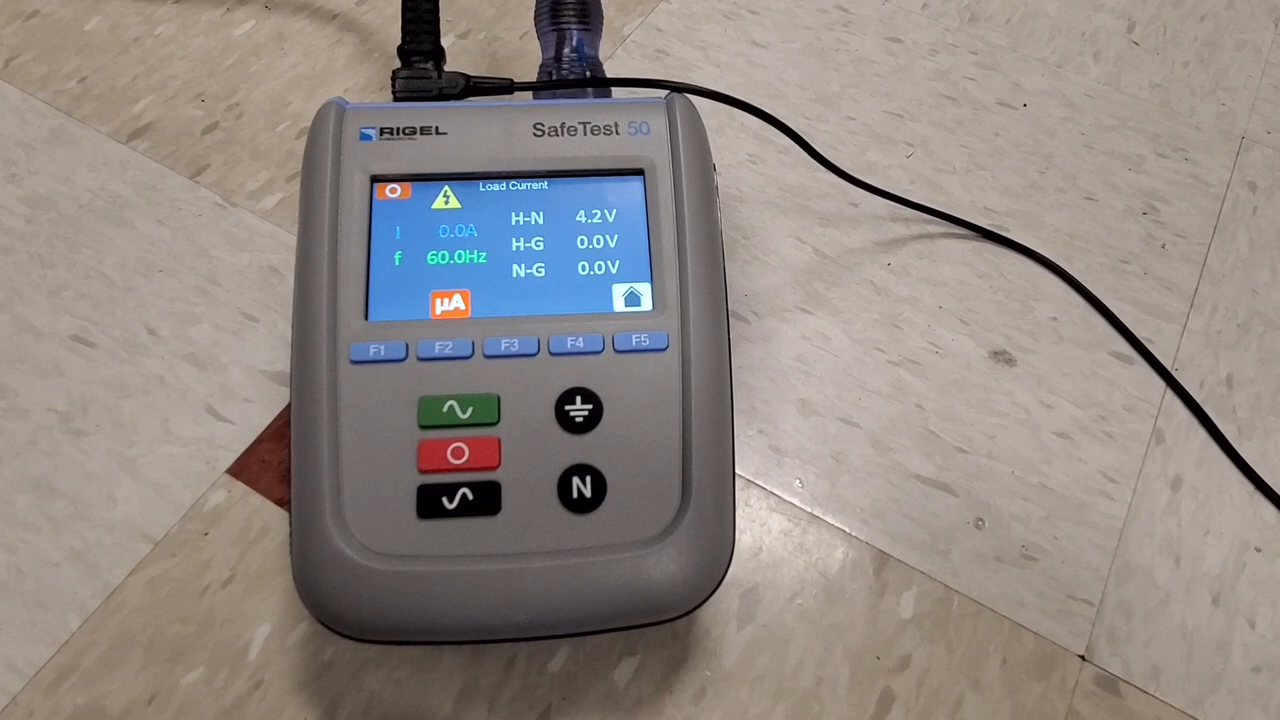 RIGEL
SafeTest 50
Load Current
H-N 4.2V
I 0.0A
H-G 0.0V
f 60.0Hz
N-G 0.0V
µA
F1 F2 F3 F4 F5
N